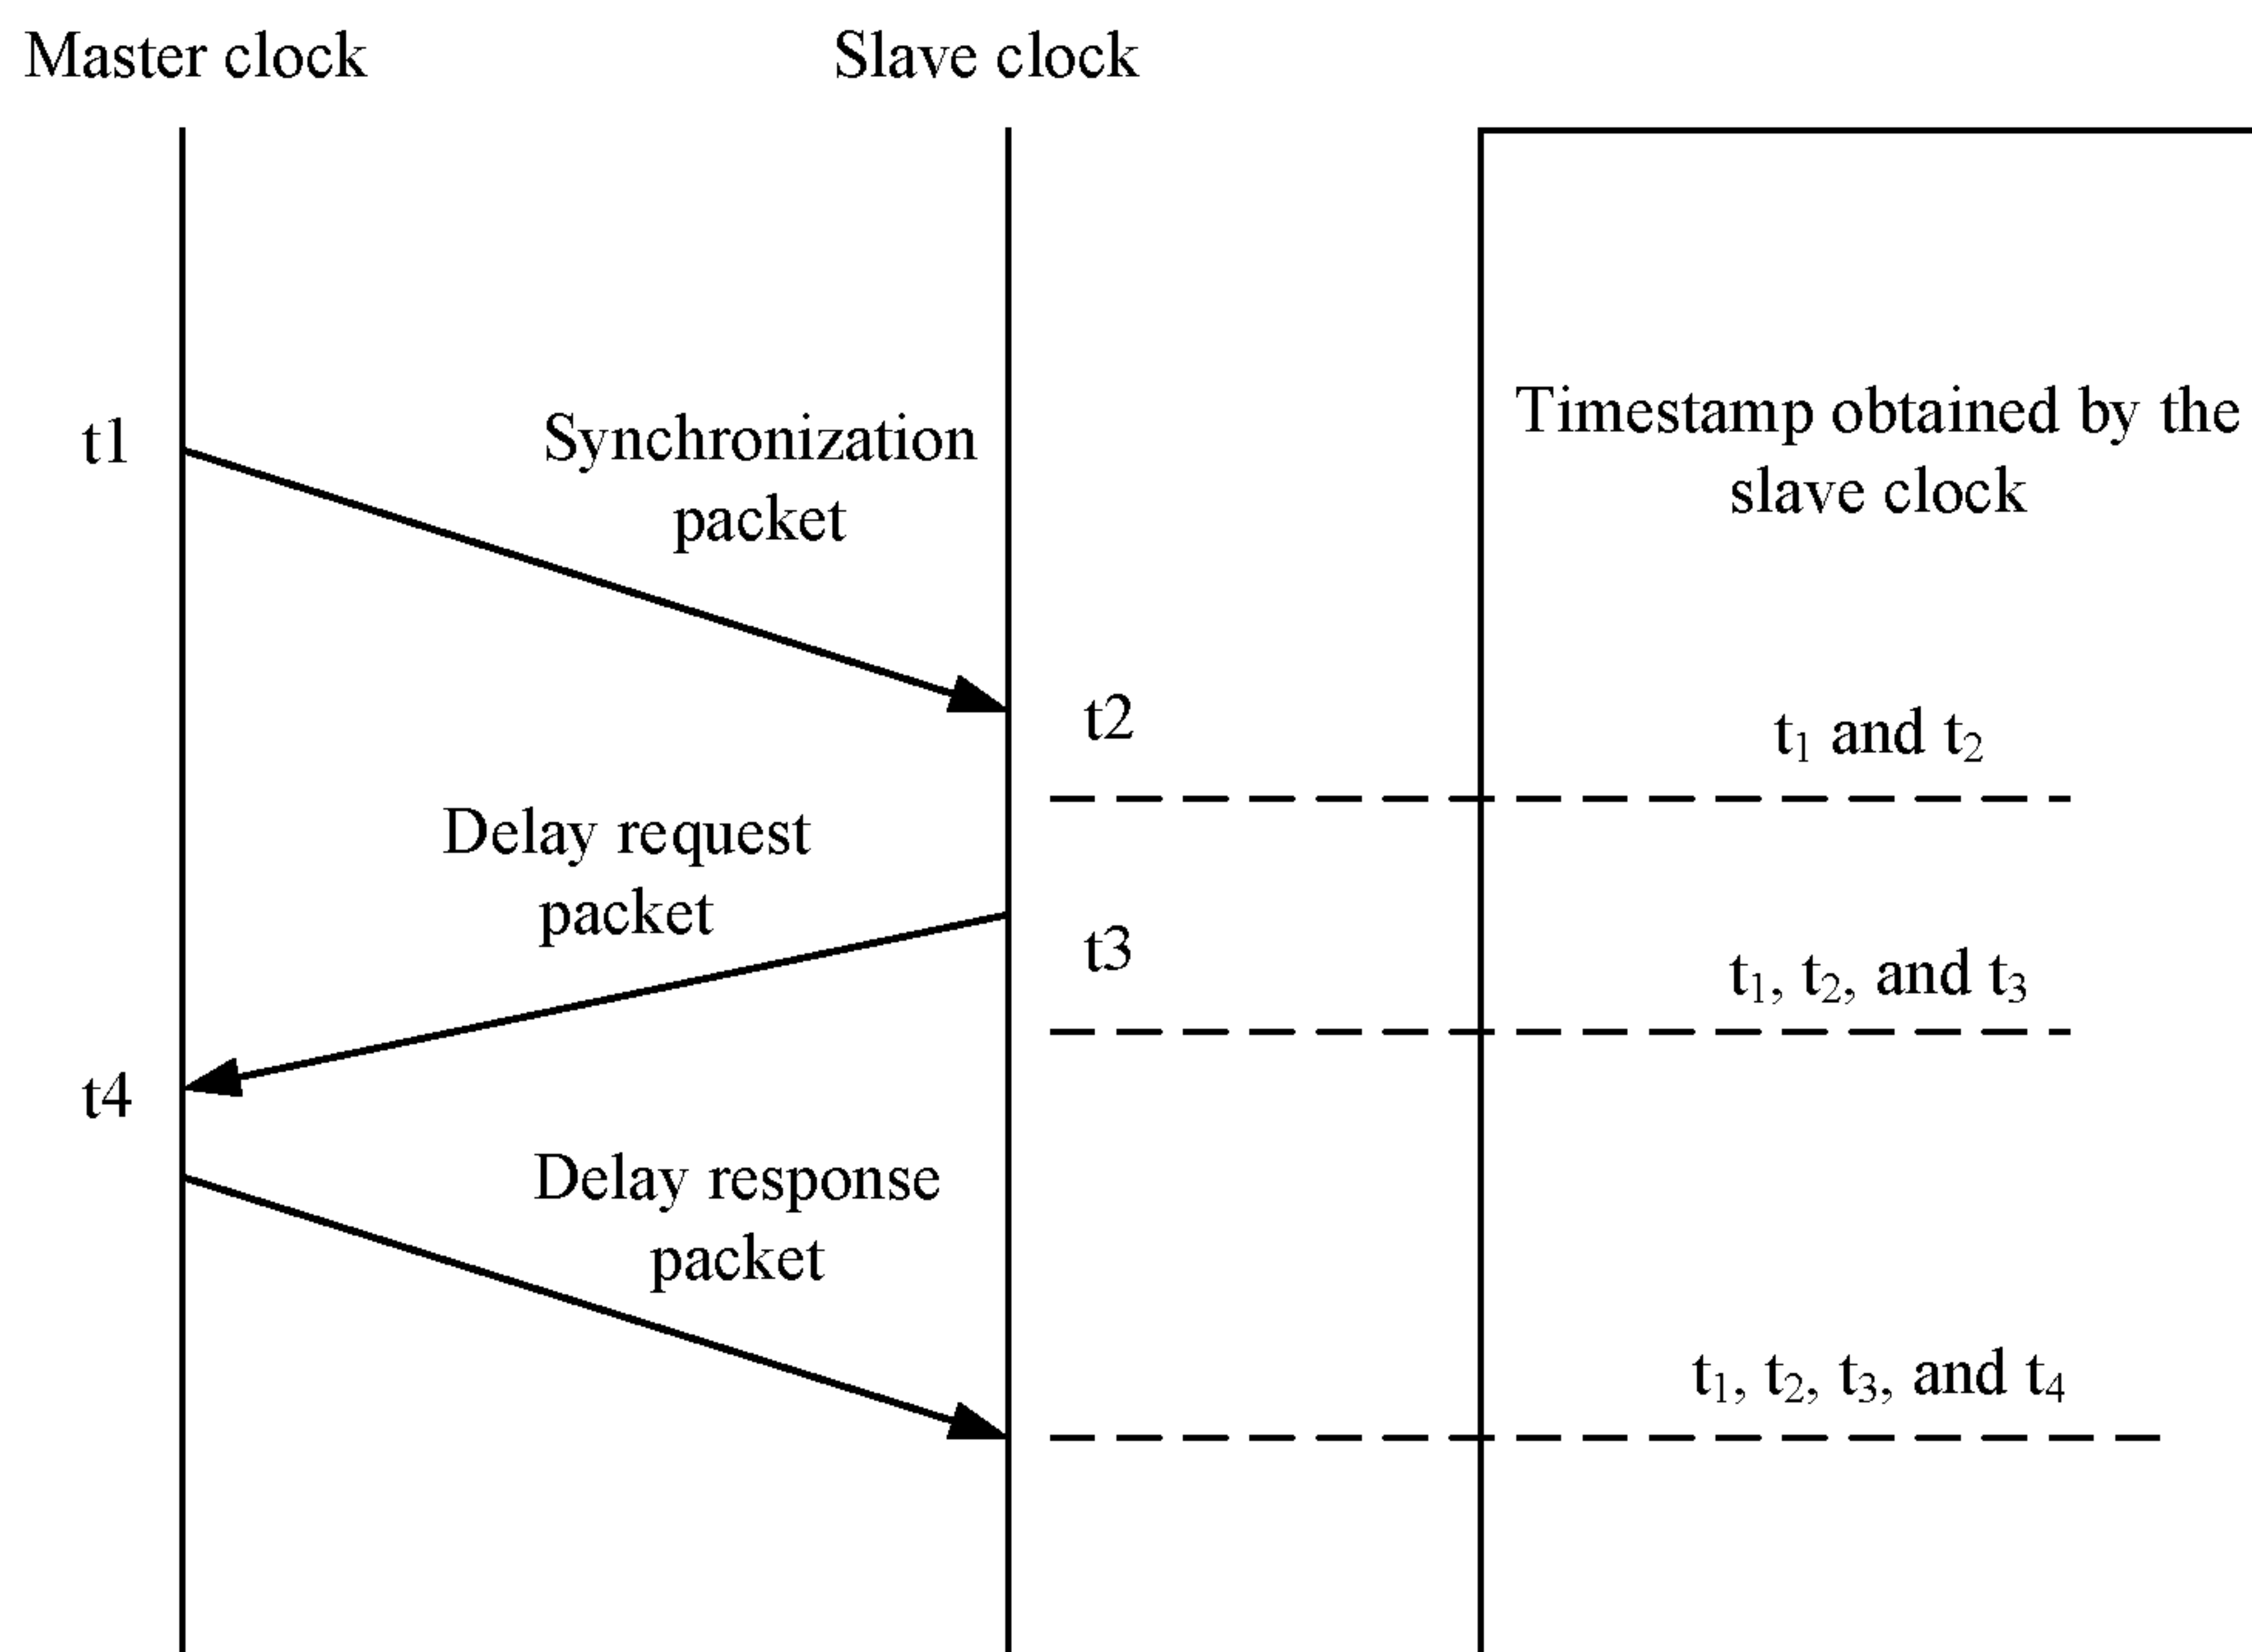 Master clock
Slave clock
t1
Synchronization
packet
Timestamp obtained by the
slave clock
t2
t₁ and t₂
Delay request
packet
t3
t₁, t₂, and t₃
t4
Delay response
packet
t₁, t₂, t₃, and t₄